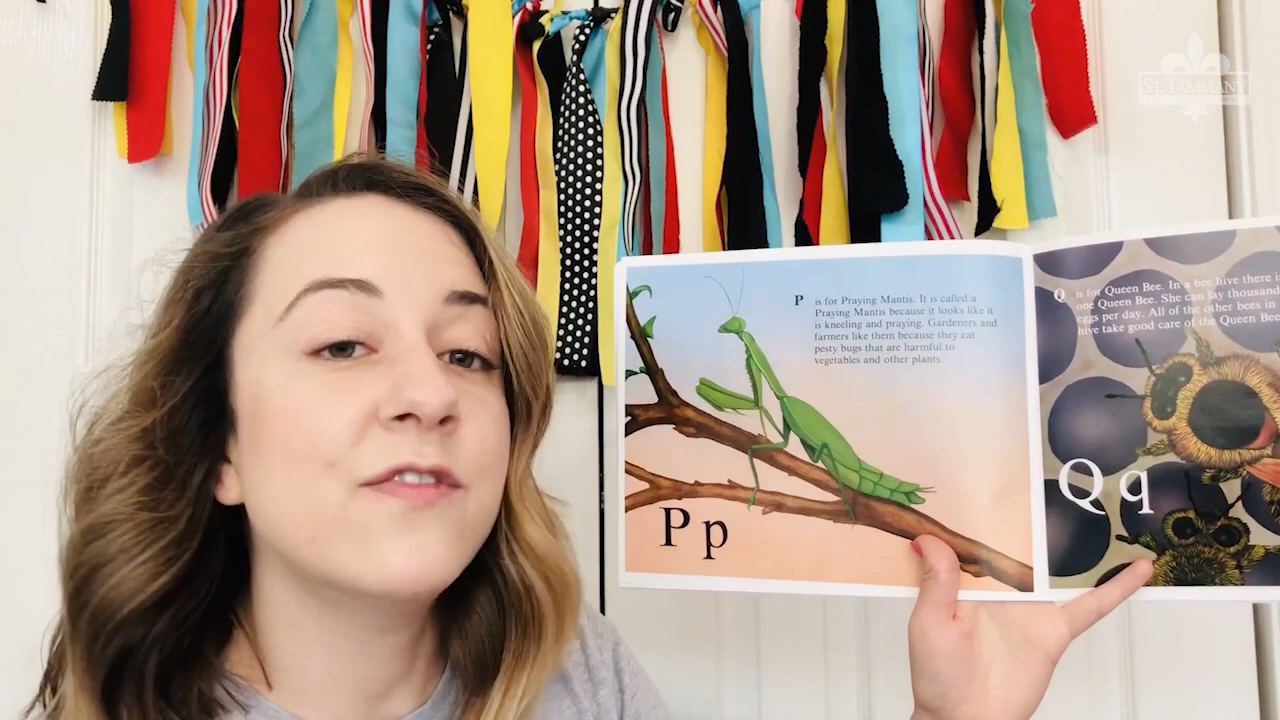 ST. TAMMANY
P is for Praying Mantis. It is called a
Praying Mantis because it looks like it
is kneeling and praying. Gardeners and
farmers like them because they eat
pesty bugs that are harmful to
vegetables and other plants.
P p
Q is for Queen Bee. In a bee hive there is
one Queen Bee. She can lay thousand
eggs per day. All of the other bees in
hive take good care of the Queen Bee
Q q